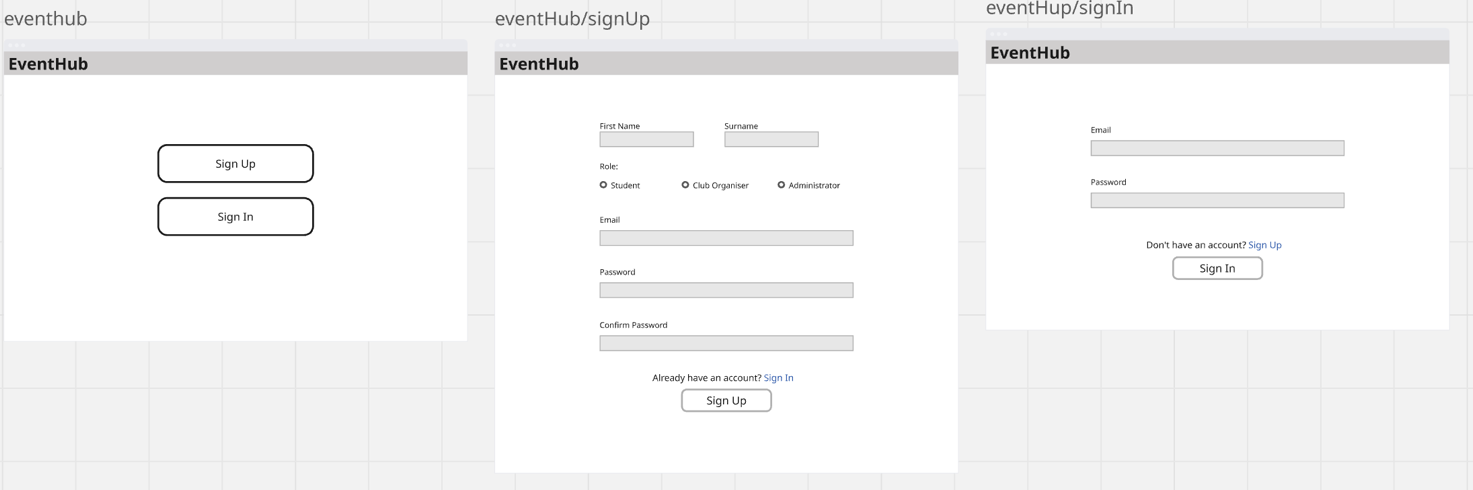 eventhub
EventHub
Sign Up
Sign In
eventHub/signUp
EventHub
First Name Surname
Role:
Student Club Organiser Administrator
Email
Password
Confirm Password
Already have an account? Sign In
Sign Up
eventHup/signIn
EventHub
Email
Password
Don't have an account? Sign Up
Sign In